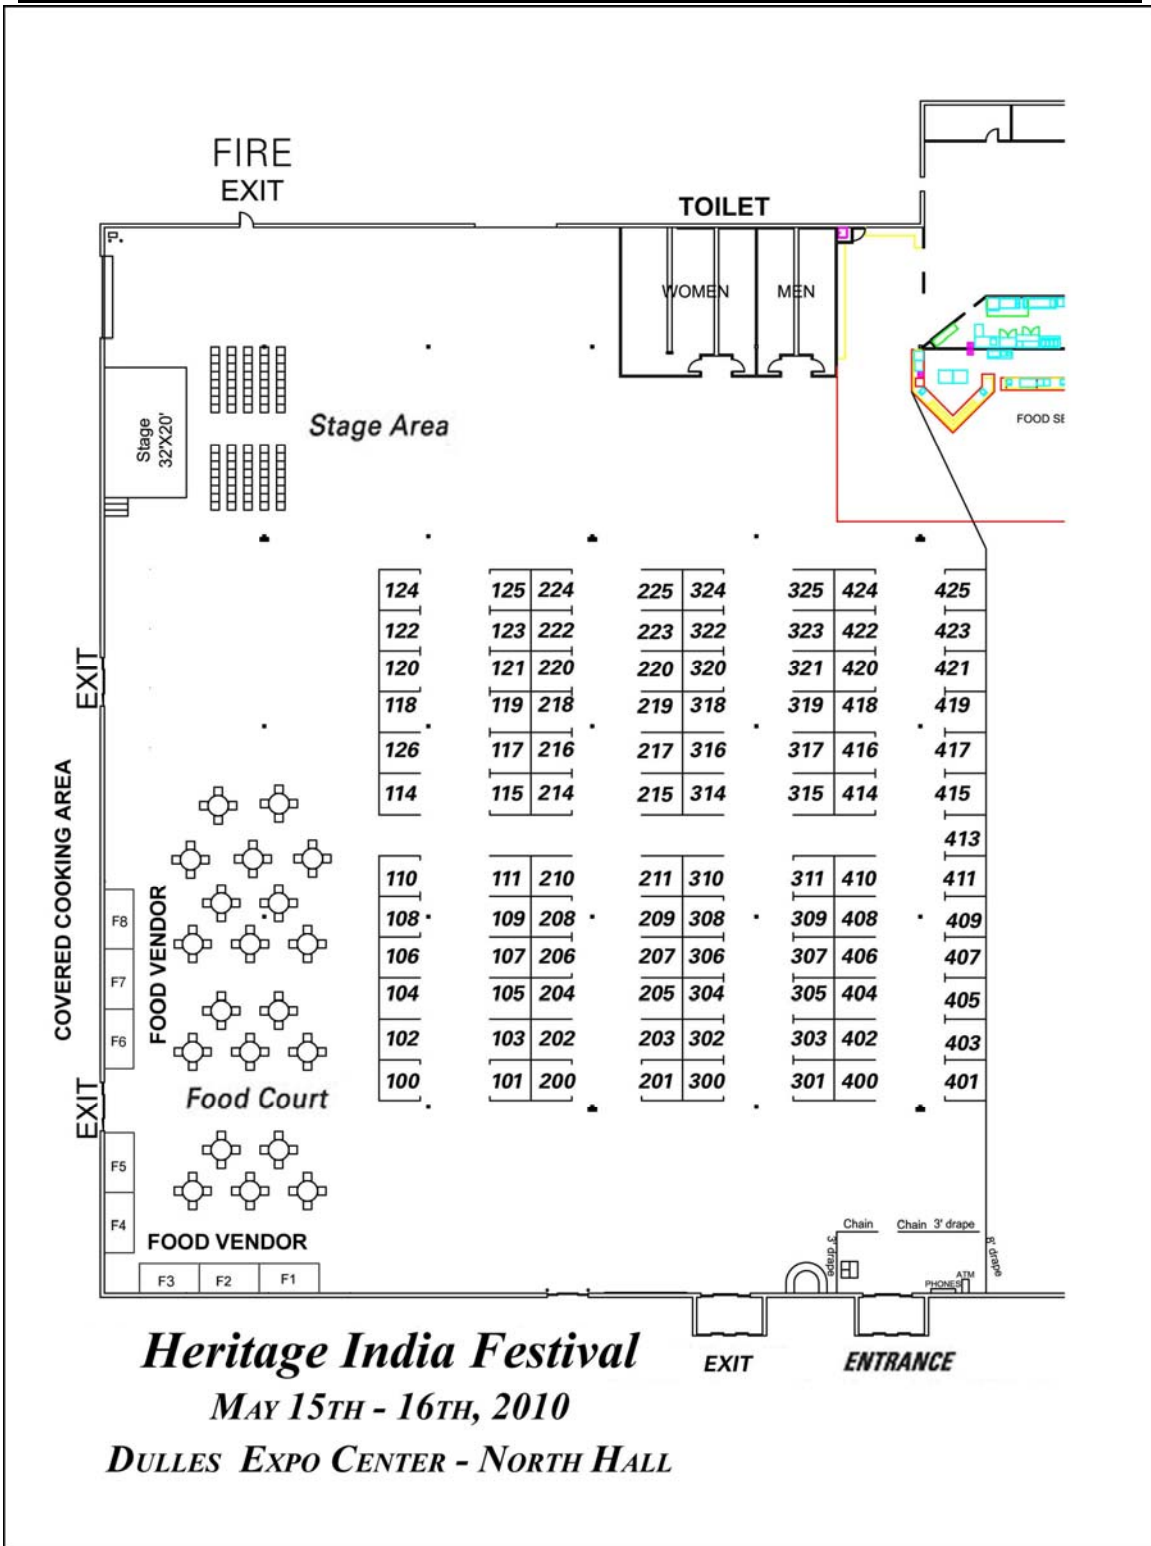 FIRE
EXIT
TOILET
WOMEN MEN
Stage
32'X20'
Stage Area
FOOD SE
124 125 224 225 324 325 424 425
122 123 222 223 322 323 422 423
EXIT
120 121 220 220 320 321 420 421
118 119 218 219 318 319 418 419
126 117 216 217 316 317 416 417
114 115 214 215 314 315 414 415
413
COVERED COOKING AREA
110 111 210 211 310 311 410 411
F8
FOOD VENDOR
108 109 208 209 308 309 408 409
F7
106 107 206 207 306 307 406 407
104 105 204 205 304 305 404 405
F6
102 103 202 203 302 303 402 403
100 101 200 201 300 301 400 401
EXIT
Food Court
F5
F4
FOOD VENDOR
F3 F2 F1
Chain Chain 3' drape
3' drape
8' drape
PHONES
ATM
Heritage India Festival
EXIT
ENTRANCE
MAY 15TH - 16TH, 2010
DULLES EXPO CENTER - NORTH HALL